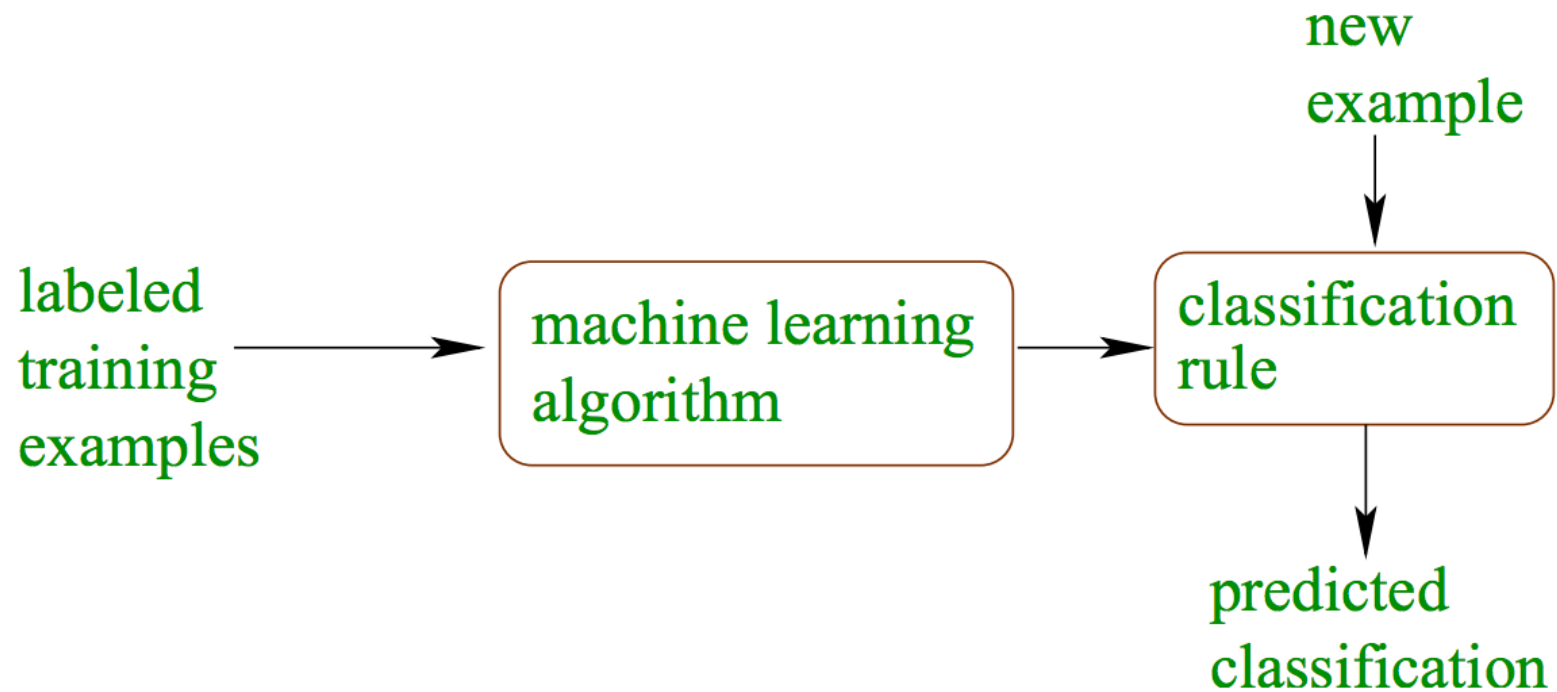 new
example
labeled
training
examples
machine learning
algorithm
classification
rule
predicted
classification